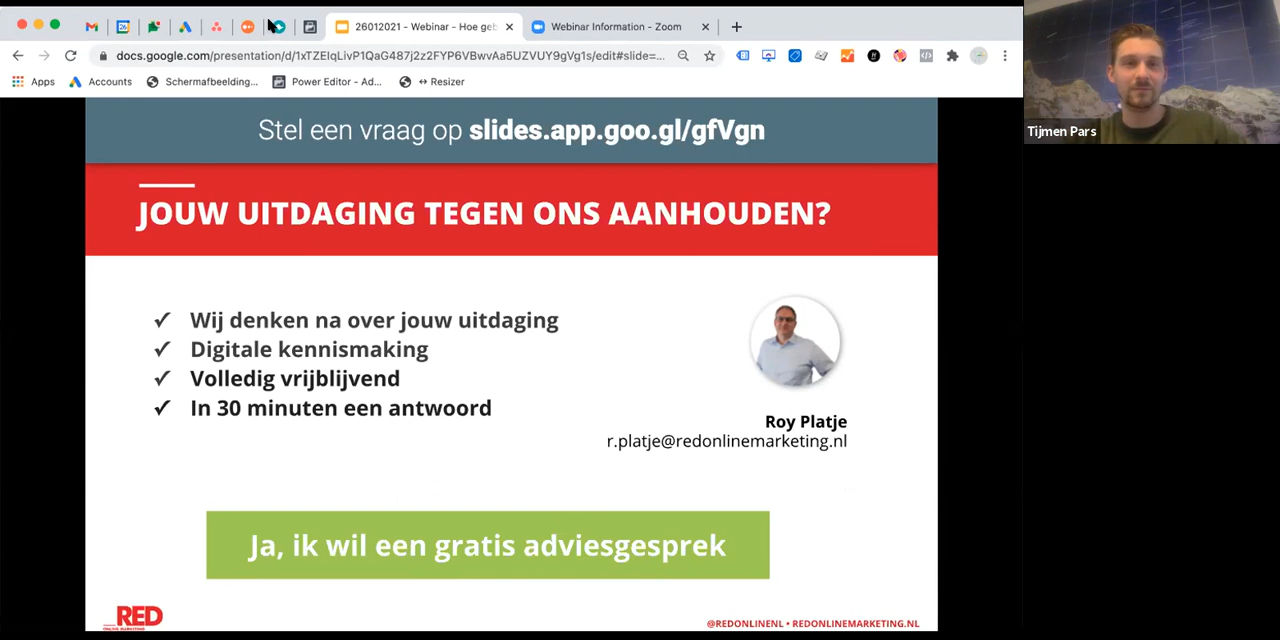 26012021 - Webinar - Hoe geb
Webinar Information - Zoom
docs.google.com/presentation/d/1xTZEIqLivP1QaG487j2z2FYP6VBwvAa5UZVUY9gVg1s/edit#slide=...
Apps
Accounts
Schermafbeelding...
Power Editor - Ad...
↔ Resizer
Tijmen Pars
Stel een vraag op slides.app.goo.gl/gfVgn
JOUW UITDAGING TEGEN ONS AANHOUDEN?
✓ Wij denken na over jouw uitdaging
✓ Digitale kennismaking
✓ Volledig vrijblijvend
✓ In 30 minuten een antwoord
Roy Platje
r.platje@redonlinemarketing.nl
Ja, ik wil een gratis adviesgesprek
RED
ONLINE MARKETING
@REDONLINENL • REDONLINEMARKETING.NL